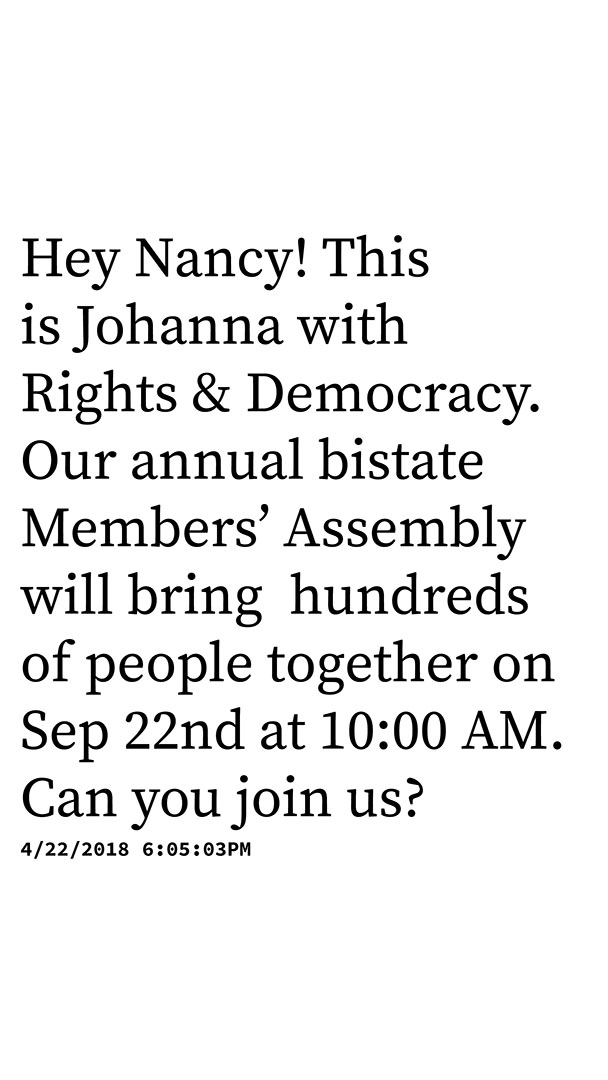 Hey Nancy! This
is Johanna with
Rights & Democracy.
Our annual bistate
Members’ Assembly
will bring  hundreds
of people together on
Sep 22nd at 10:00 AM.
Can you join us?
4/22/2018 6:05:03PM